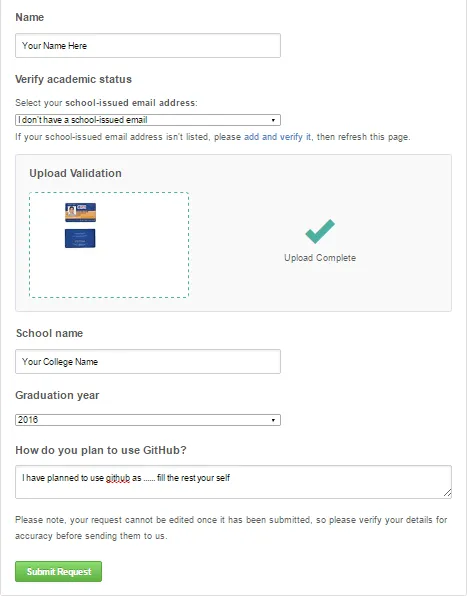 Name
Your Name Here
Verify academic status
Select your school-issued email address:
I don't have a school-issued email
If your school-issued email address isn't listed, please add and verify it, then refresh this page.
Upload Validation
Upload Complete
School name
Your College Name
Graduation year
2016
How do you plan to use GitHub?
I have planned to use github as ...... fill the rest your self
Please note, your request cannot be edited once it has been submitted, so please verify your details for
accuracy before sending them to us.
Submit Request